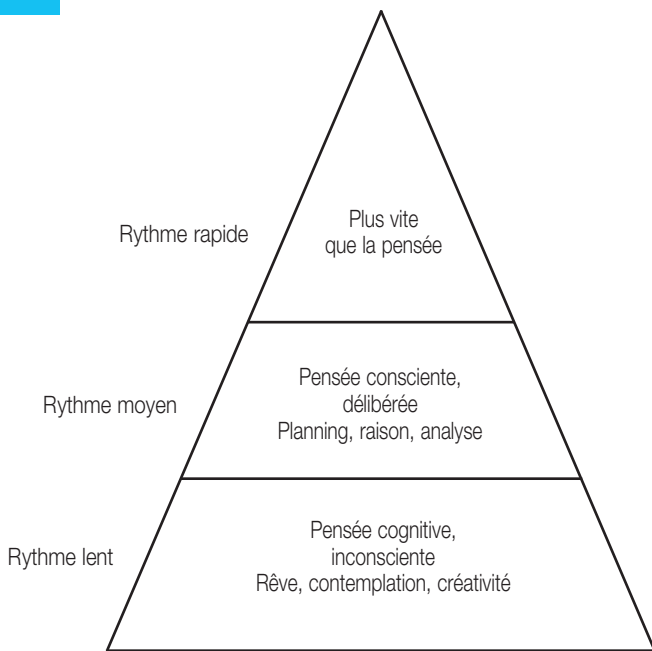 Rythme rapide
Plus vite
que la pensée
Rythme moyen
Pensée consciente,
délibérée
Planning, raison, analyse
Rythme lent
Pensée cognitive,
inconsciente
Rêve, contemplation, créativité